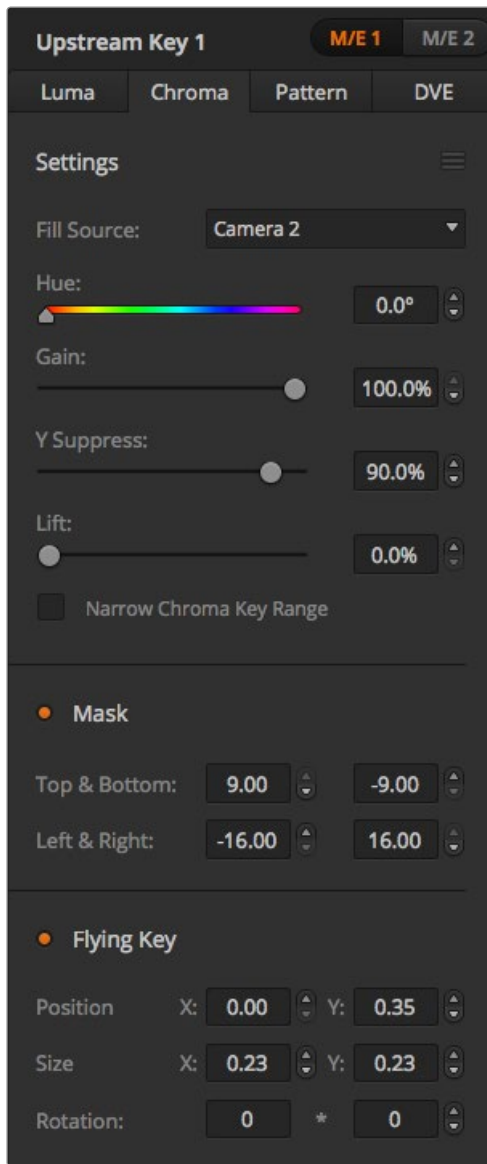 Upstream Key 1 M/E 1 M/E 2
Luma Chroma Pattern DVE
Settings
Fill Source: Camera 2
Hue:
0.0°
Gain:
100.0%
Y Suppress:
90.0%
Lift:
0.0%
Narrow Chroma Key Range
Mask
Top & Bottom: 9.00 -9.00
Left & Right: -16.00 16.00
Flying Key
Position X: 0.00 Y: 0.35
Size X: 0.23 Y: 0.23
Rotation: 0 * 0